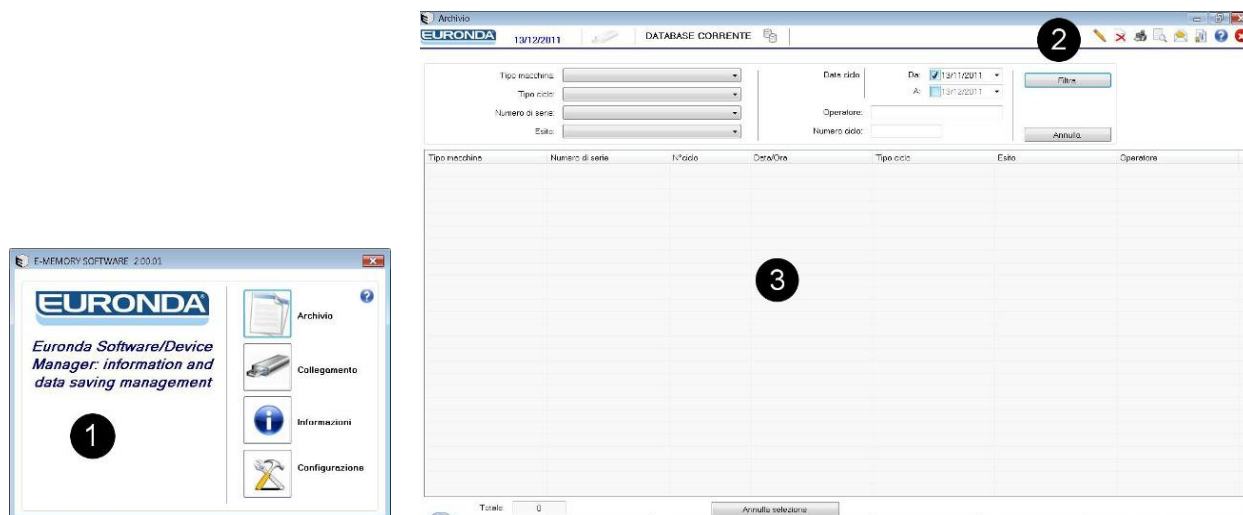 E-MEMORY SOFTWARE 2.00.01
EURONDA
Euronda Software/Device
Manager: information and
data saving management
1
Archivio
Collegamento
Informazioni
Configurazione
Archivio
EURONDA 13/12/2011 DATABASE CORRENTE
2
Tipo macchina: Data ciclo Da: 13/11/2011 Filtra
Tipo ciclo: A: 13/12/2011
Numero di serie: Operatore:
Esito: Numero ciclo: Annulla
Tipo macchina Numero di serie N°ciclo Data/Ora Tipo ciclo Esito Operatore
3
Totale 0 Annulla selezione